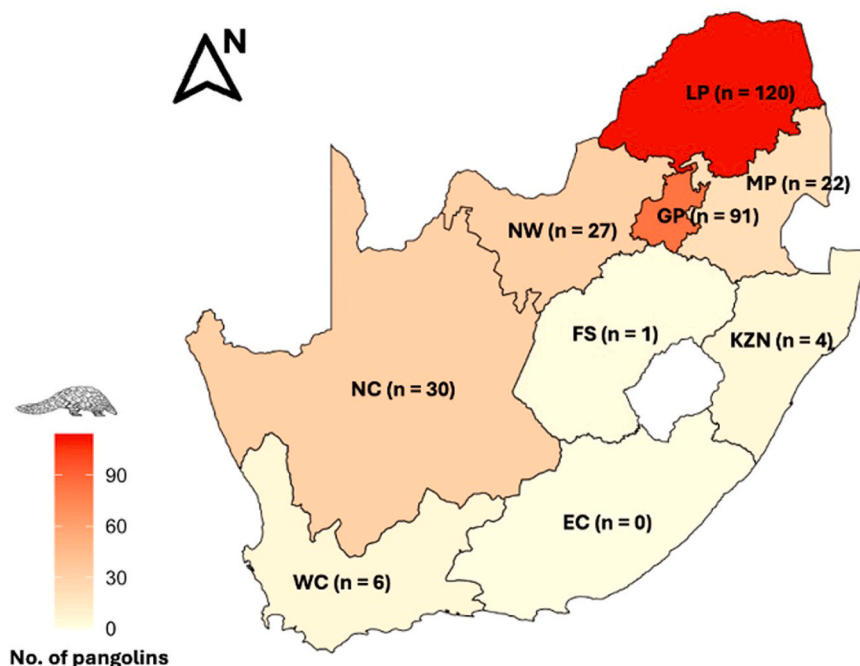 N
LP (n = 120)
MP (n = 22)
GP (n = 91)
NW (n = 27)
FS (n = 1)
KZN (n = 4)
NC (n = 30)
EC (n = 0)
WC (n = 6)
90
60
30
0
No. of pangolins